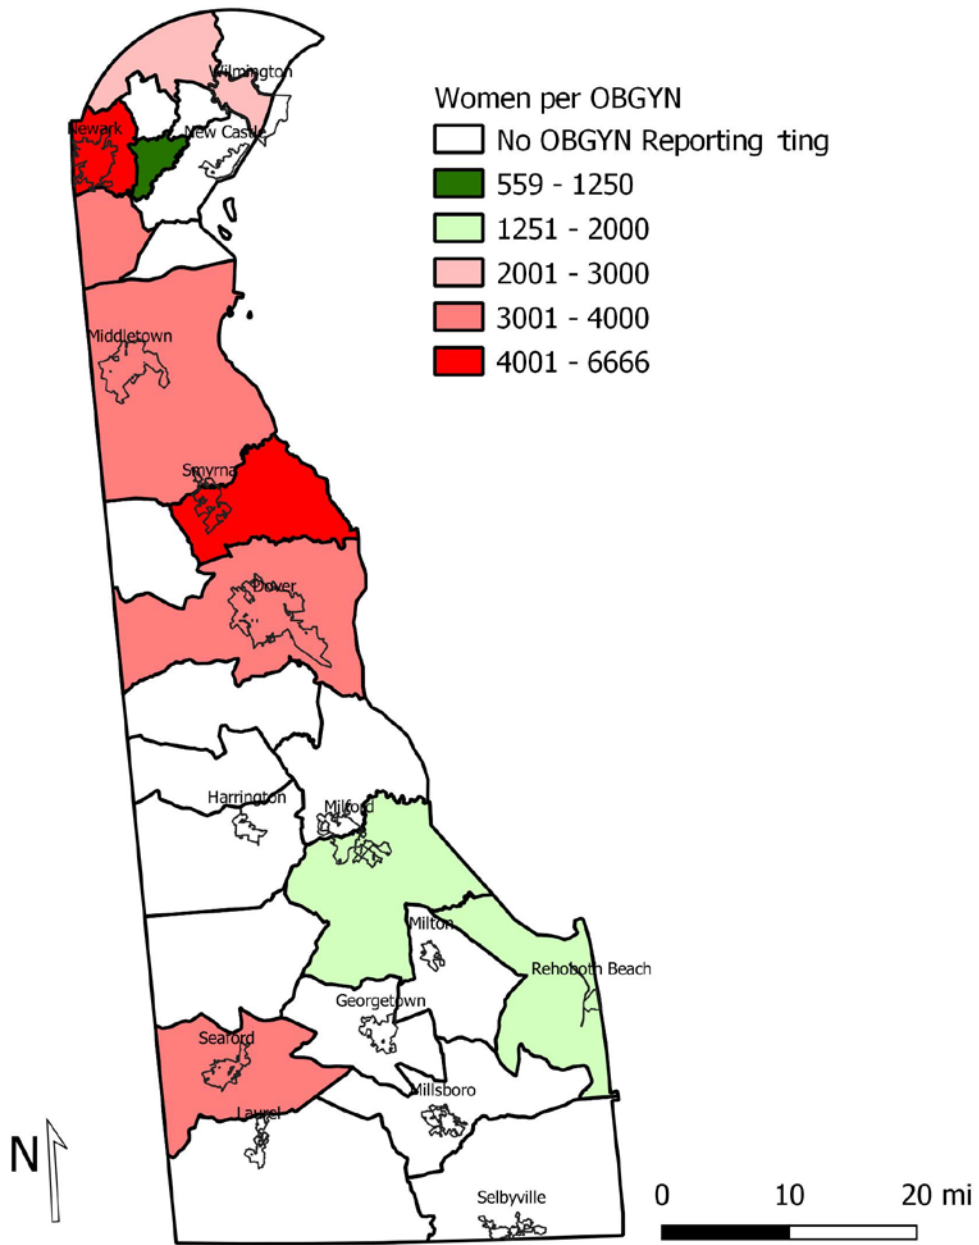 Wilmington
Women per OBGYN
No OBGYN Reporting ting
Newark
New Castle
559 - 1250
1251 - 2000
2001 - 3000
3001 - 4000
Middletown
4001 - 6666
Smyrna
Dover
Harrington
Milford
Milton
Rehoboth Beach
Georgetown
Seaford
Millsboro
Laurel
N
Selbyville
0 10 20 mi